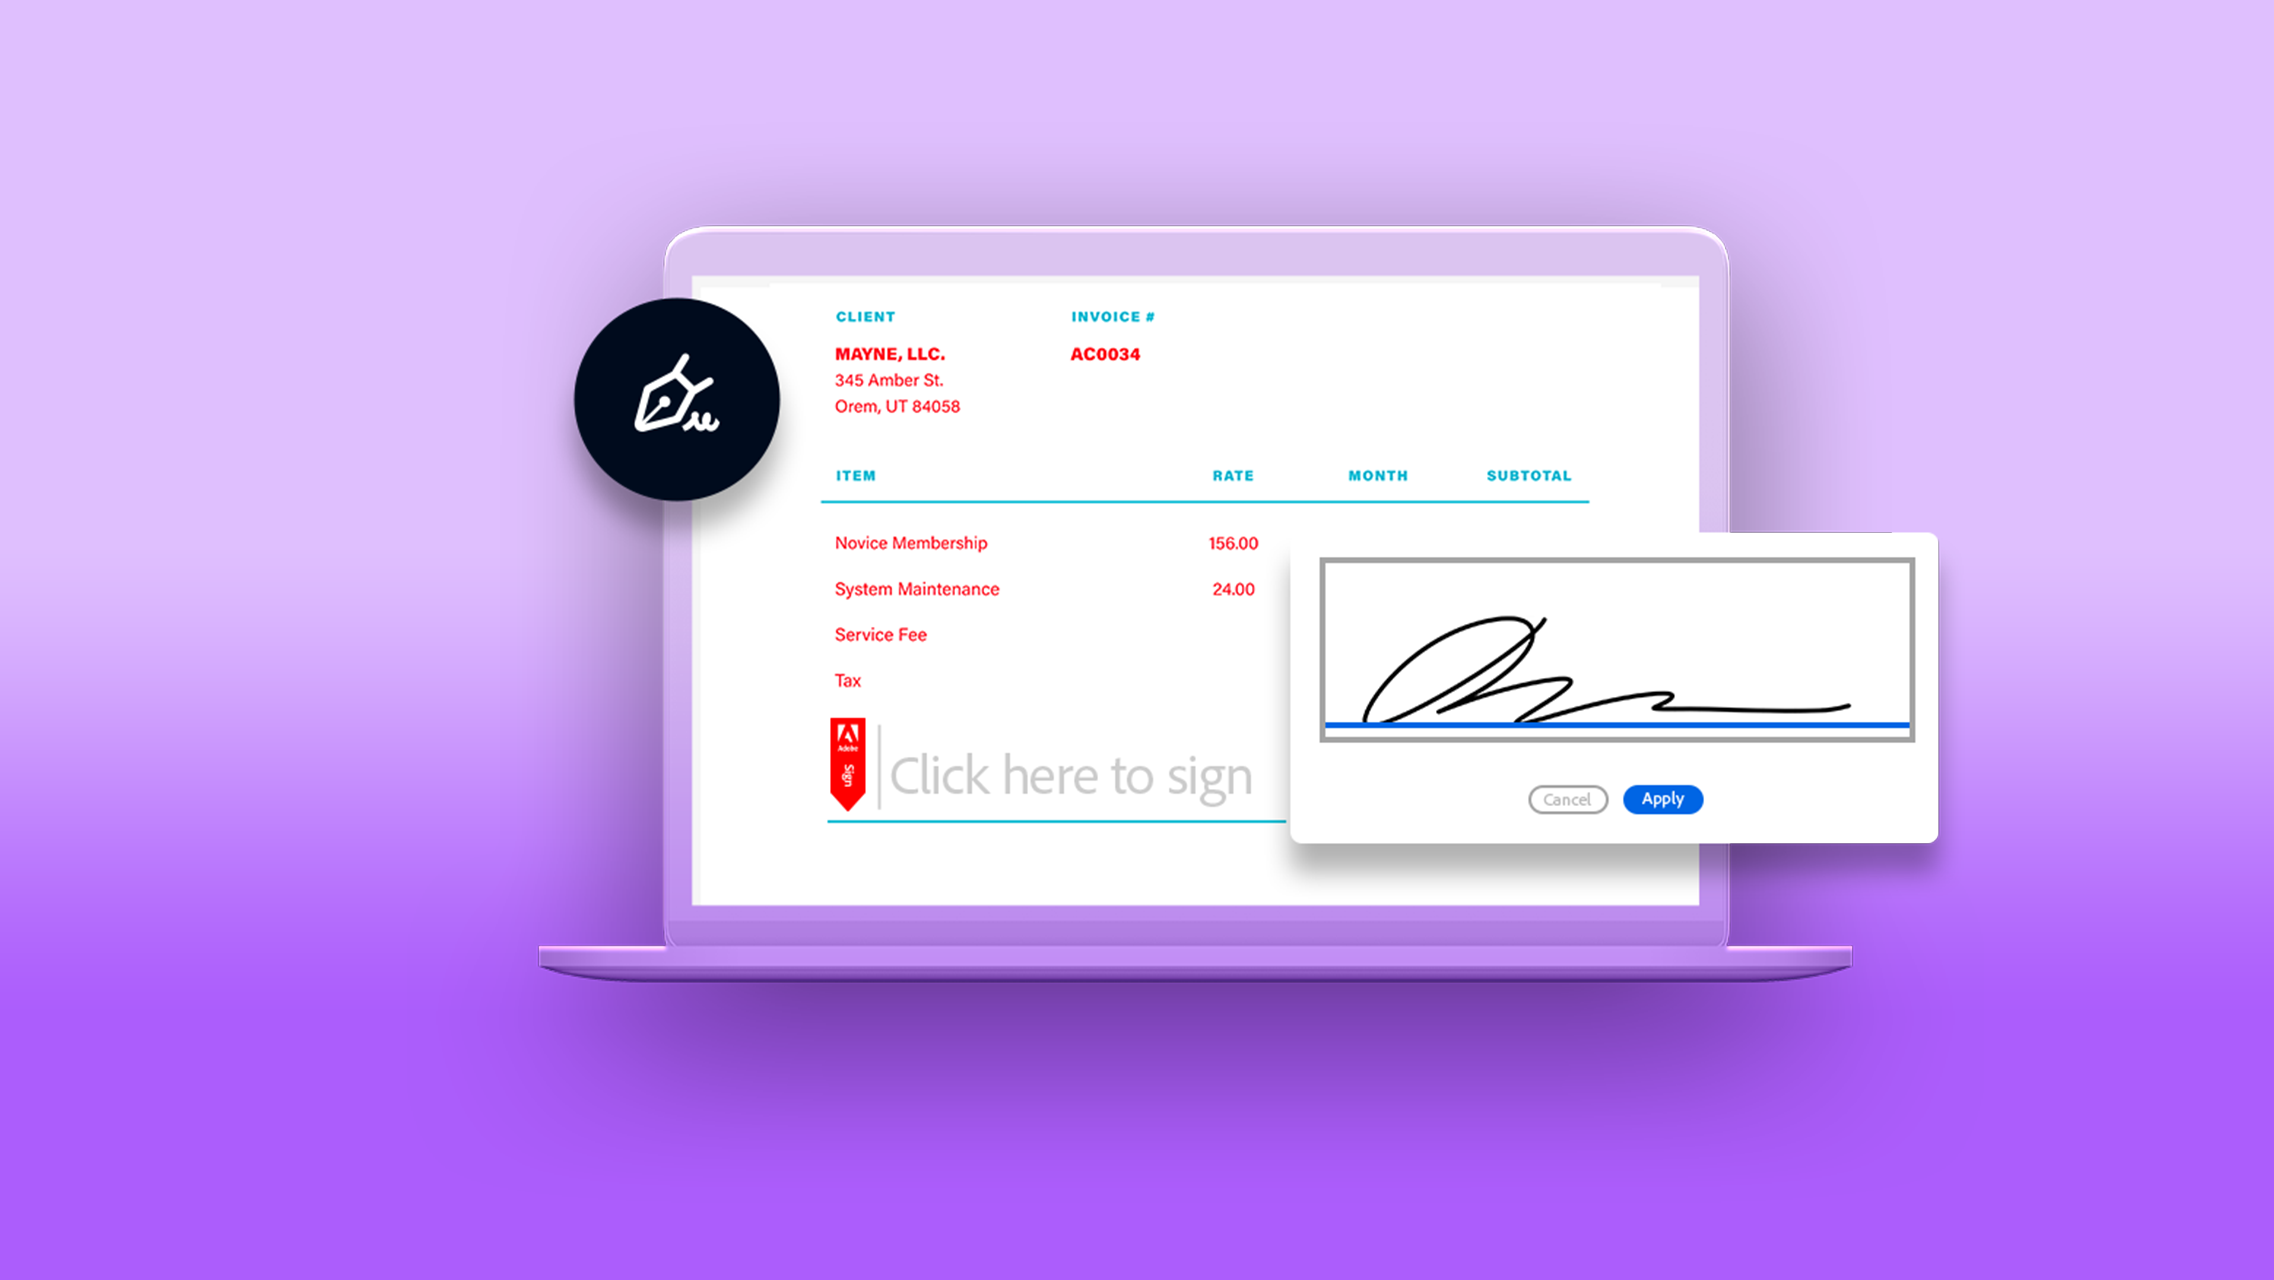 CLIENT INVOICE #
MAYNE, LLC. AC0034
345 Amber St.
Orem, UT 84058
ITEM RATE MONTH SUBTOTAL
Novice Membership 156.00
System Maintenance 24.00
Service Fee
Tax
Adobe
Sign
Click here to sign
Cancel Apply